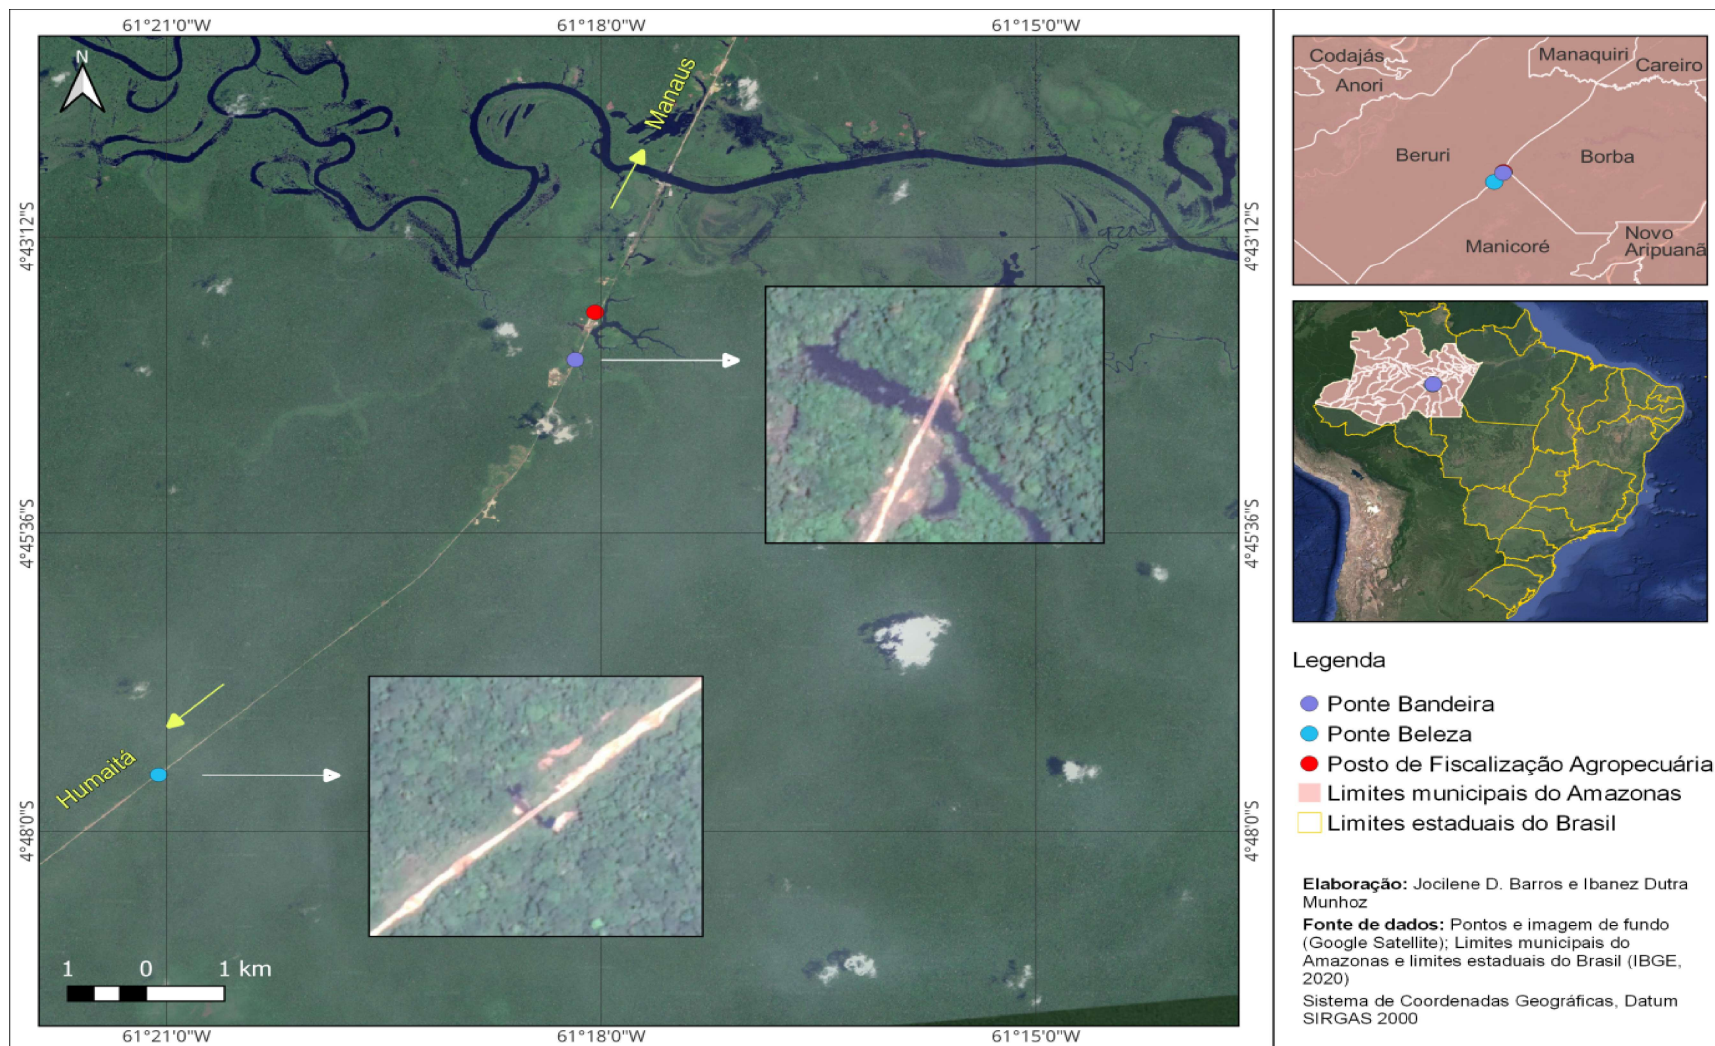 61°21'0"W
61°18'0"W
61°15'0"W
N
Manaus
4°43'12"S
4°43'12"S
4°45'36"S
4°45'36"S
Humaitá
4°48'0"S
4°48'0"S
1 0 1 km
61°21'0"W
61°18'0"W
61°15'0"W
Codajás
Manaquiri
Careiro
Anori
Beruri
Borba
Manicoré
Novo
Aripuanã
Legenda
Ponte Bandeira
Ponte Beleza
Posto de Fiscalização Agropecuária
Limites municipais do Amazonas
Limites estaduais do Brasil
Elaboração: Jocilene D. Barros e Ibanez Dutra
Munhoz
Fonte de dados: Pontos e imagem de fundo
(Google Satellite); Limites municipais do
Amazonas e limites estaduais do Brasil (IBGE,
2020)
Sistema de Coordenadas Geográficas, Datum
SIRGAS 2000